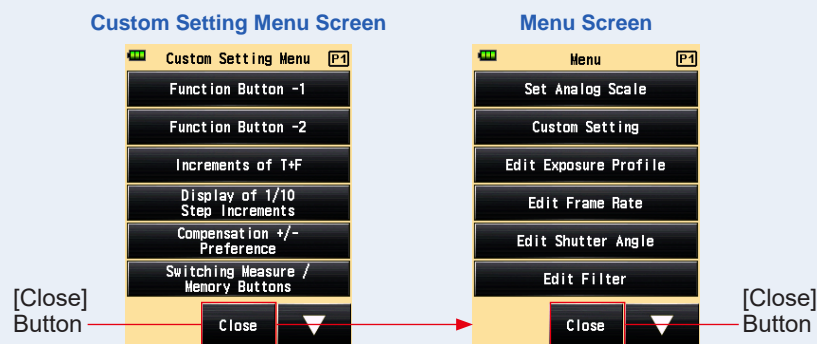 Custom Setting Menu Screen
Custom Setting Menu P1
Function Button -1
Function Button -2
Increments of T+F
Display of 1/10
Step Increments
Compensation +/-
Preference
Switching Measure /
Memory Buttons
Close
[Close]
Button
Menu Screen
Menu P1
Set Analog Scale
Custom Setting
Edit Exposure Profile
Edit Frame Rate
Edit Shutter Angle
Edit Filter
Close
[Close]
Button